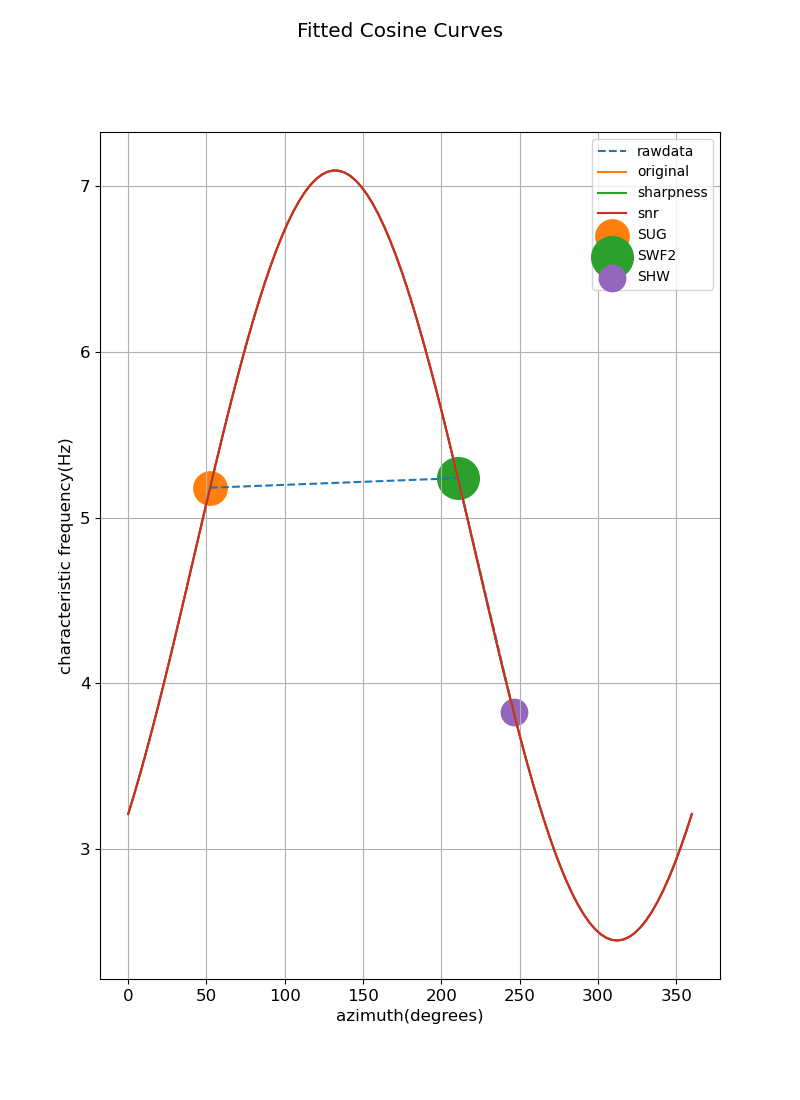 Fitted Cosine Curves
rawdata
original
sharpness
snr
SUG
SWF2
SHW
7
6
5
4
3
characteristic frequency(Hz)
0 50 100 150 200 250 300 350
azimuth(degrees)